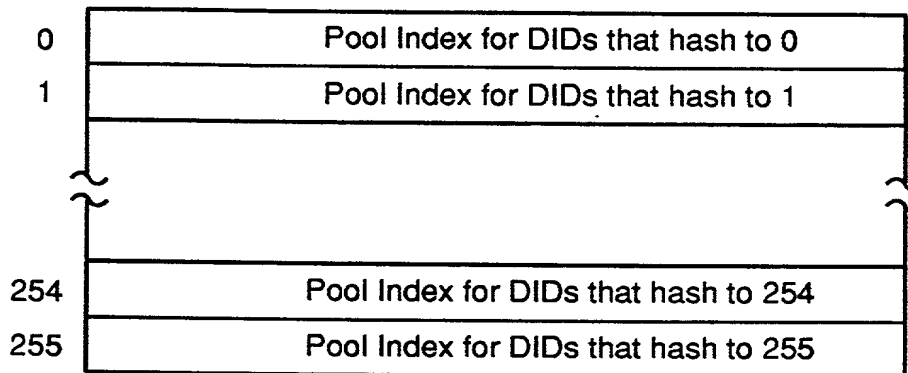 0 Pool Index for DIDs that hash to 0
1 Pool Index for DIDs that hash to 1
254 Pool Index for DIDs that hash to 254
255 Pool Index for DIDs that hash to 255